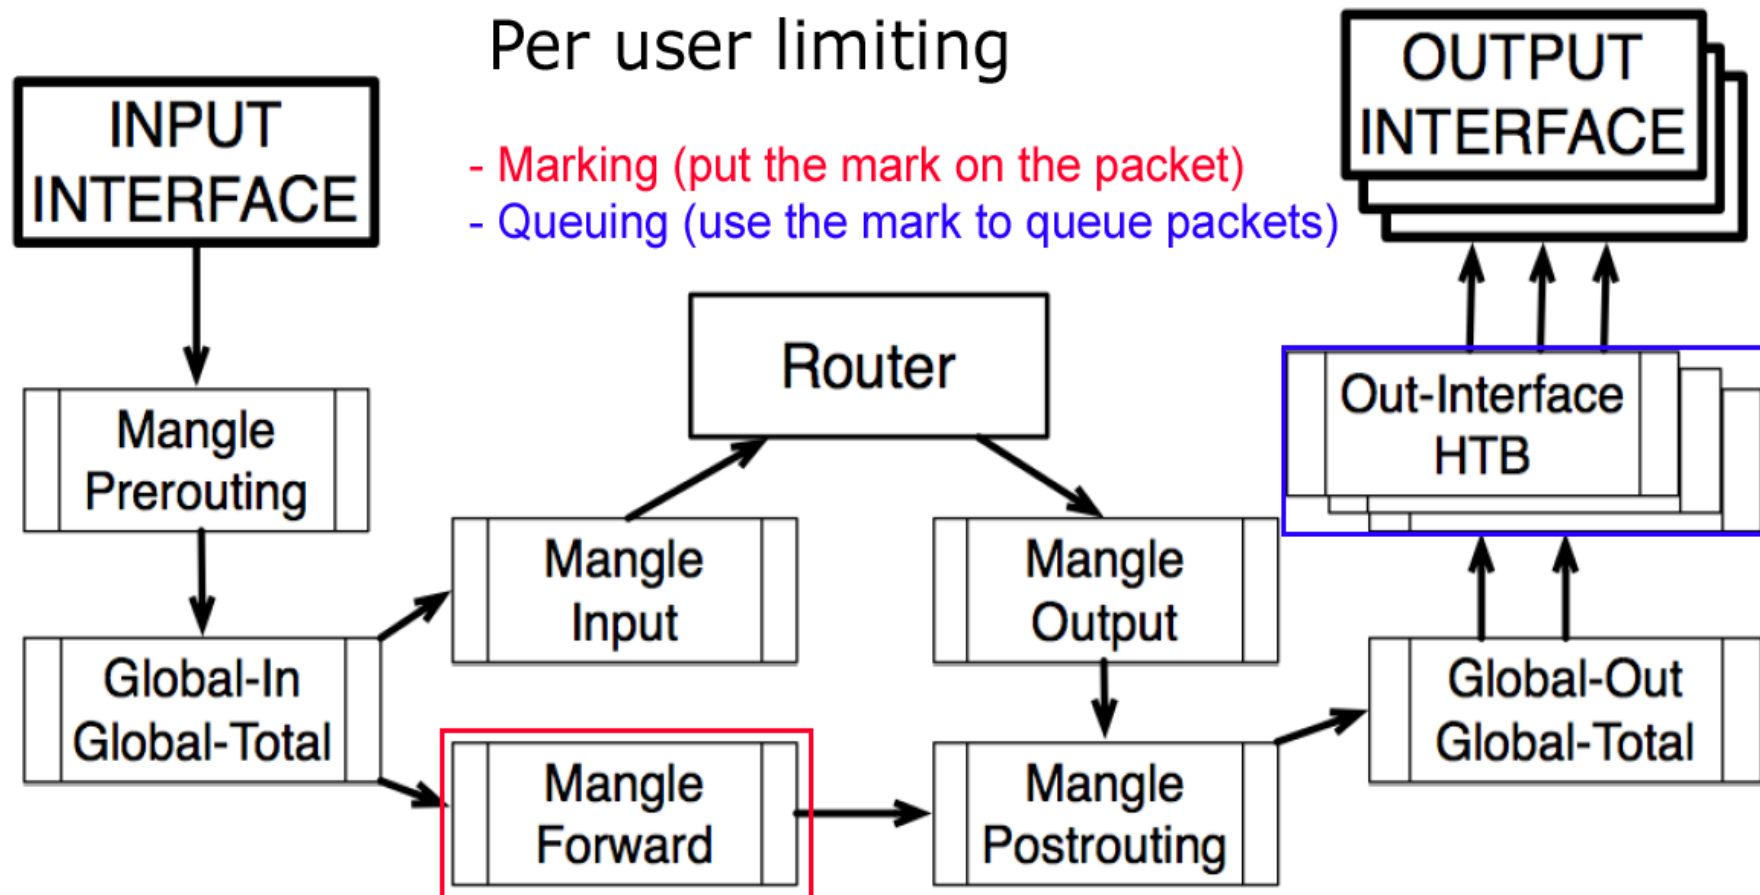 Per user limiting
- Marking (put the mark on the packet)
- Queuing (use the mark to queue packets)
INPUT
INTERFACE
OUTPUT
INTERFACE
Router
Mangle
Prerouting
Out-Interface
HTB
Mangle
Input
Mangle
Output
Global-In
Global-Total
Global-Out
Global-Total
Mangle
Forward
Mangle
Postrouting